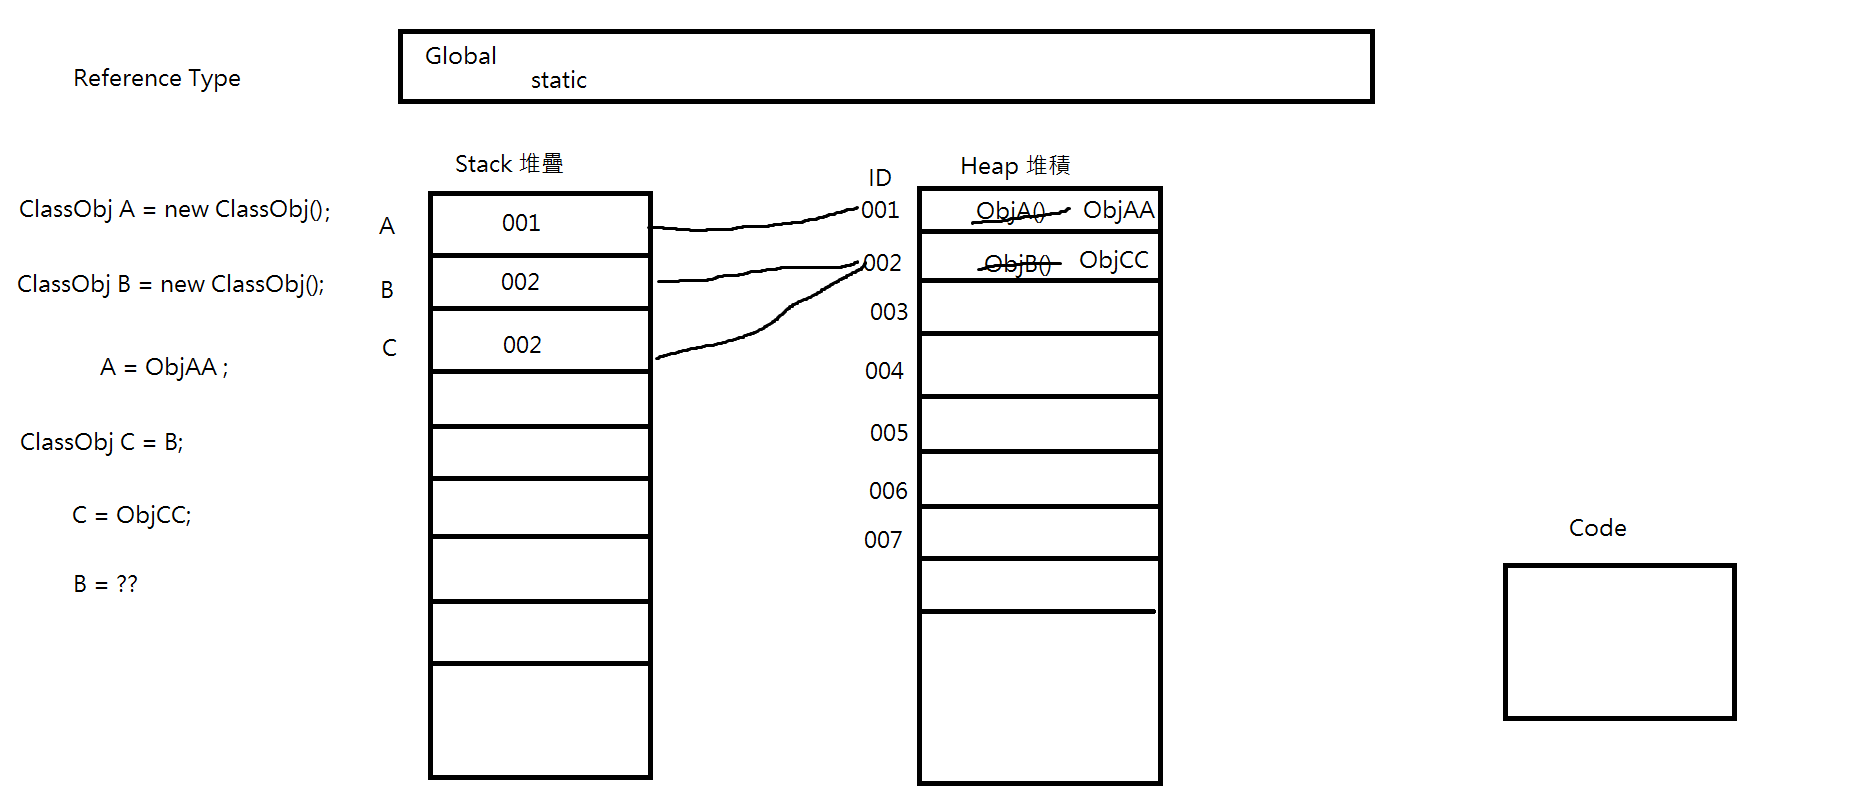 Reference Type
Global
static
ClassObj A = new ClassObj();
ClassObj B = new ClassObj();
A = ObjAA ;
ClassObj C = B;
C = ObjCC;
B = ??
Stack 堆疊
A
001
B
002
C
002
ID
Heap 堆積
001
ObjA() ObjAA
002
ObjB() ObjCC
003
004
005
006
007
Code